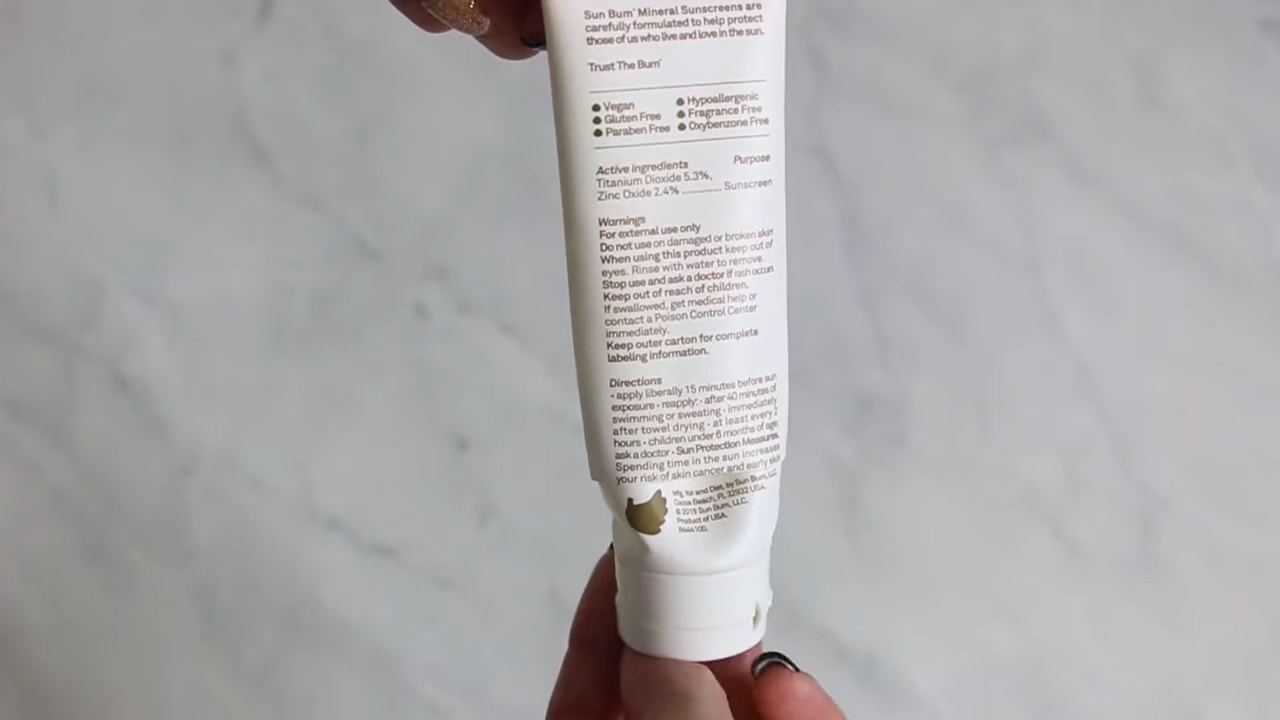 Sun Bum® Mineral Sunscreens are
carefully formulated to help protect
those of us who live and love in the sun.
Trust The Bum®
Vegan
Gluten Free
Paraben Free
Hypoallergenic
Fragrance Free
Oxybenzone Free
Active ingredients Purpose
Titanium Dioxide 5.3%,
Zinc Oxide 2.4% ............ Sunscreen
Warnings
For external use only
Do not use on damaged or broken skin
When using this product keep out of
eyes. Rinse with water to remove.
Stop use and ask a doctor if rash occurs
Keep out of reach of children.
If swallowed, get medical help or
contact a Poison Control Center
immediately.
Keep outer carton for complete
labeling information.
Directions
• apply liberally 15 minutes before sun
exposure • reapply: • after 40 minutes of
swimming or sweating • immediately
after towel drying • at least every 2
hours • children under 6 months of age:
ask a doctor • Sun Protection Measures.
Spending time in the sun increases
your risk of skin cancer and early skin
Mfg. for and Dist. by Sun Bum, LLC
Cocoa Beach, FL 32932 USA.
Sun Bum, LLC.
Product of USA.